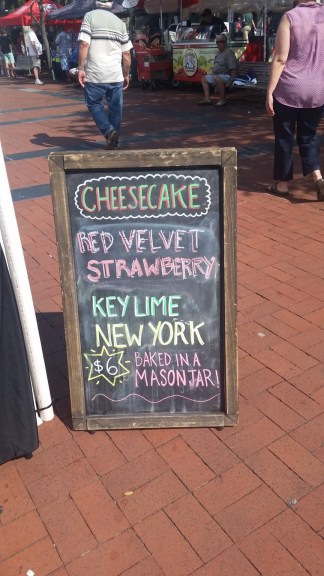 CHEESECAKE
RED VELVET
STRAWBERRY
KEY LIME
NEW YORK
$6 BAKED IN A
MASON JAR!